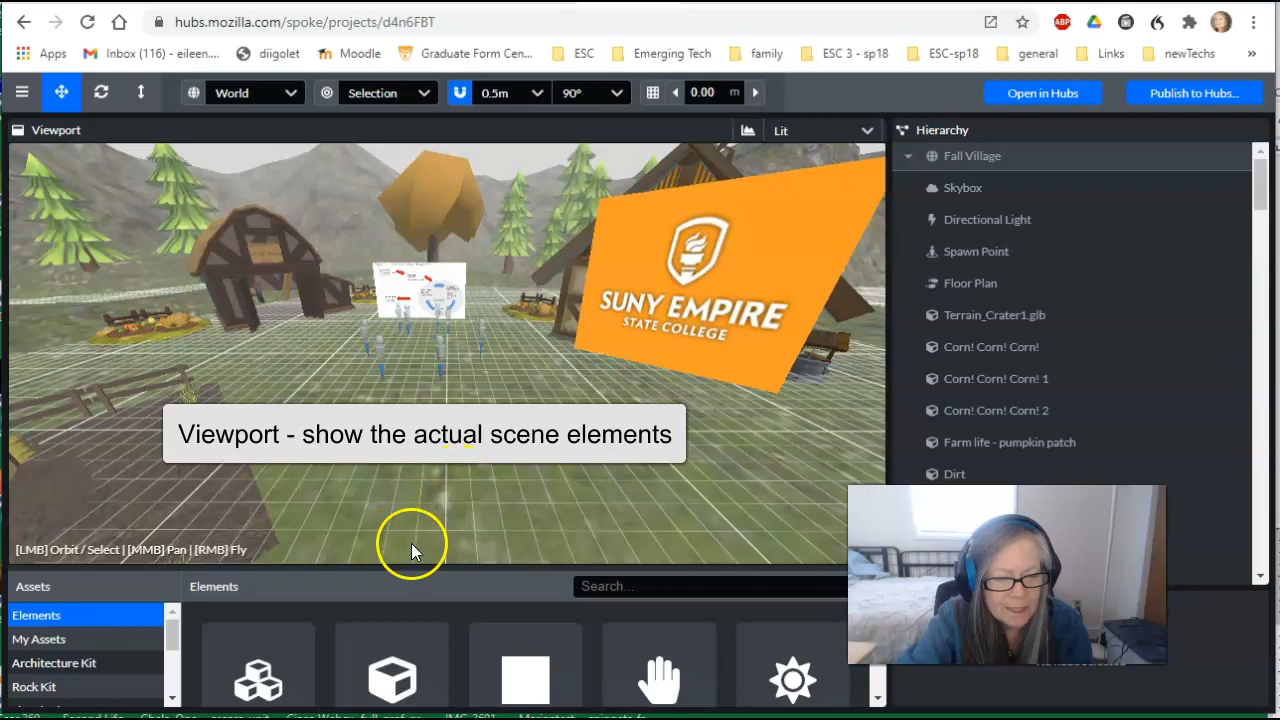 hubs.mozilla.com/spoke/projects/d4n6FBT
ABP
Apps
Inbox (116) - eileen....
diigolet
Moodle
Graduate Form Cen...
ESC
Emerging Tech
family
ESC 3 - sp18
ESC-sp18
general
Links
newTechs
»
World
Selection
0.5m
90°
0.00 m
Open in Hubs
Publish to Hubs...
Viewport
Lit
Hierarchy
Fall Village
Skybox
Directional Light
Spawn Point
Floor Plan
Terrain_Crater1.glb
Corn! Corn! Corn!
Corn! Corn! Corn! 1
Corn! Corn! Corn! 2
Farm life - pumpkin patch
Dirt
SUNY EMPIRE
STATE COLLEGE
Viewport - show the actual scene elements
[LMB] Orbit / Select | [MMB] Pan | [RMB] Fly
Assets
Elements
Search...
Elements
My Assets
Architecture Kit
Rock Kit